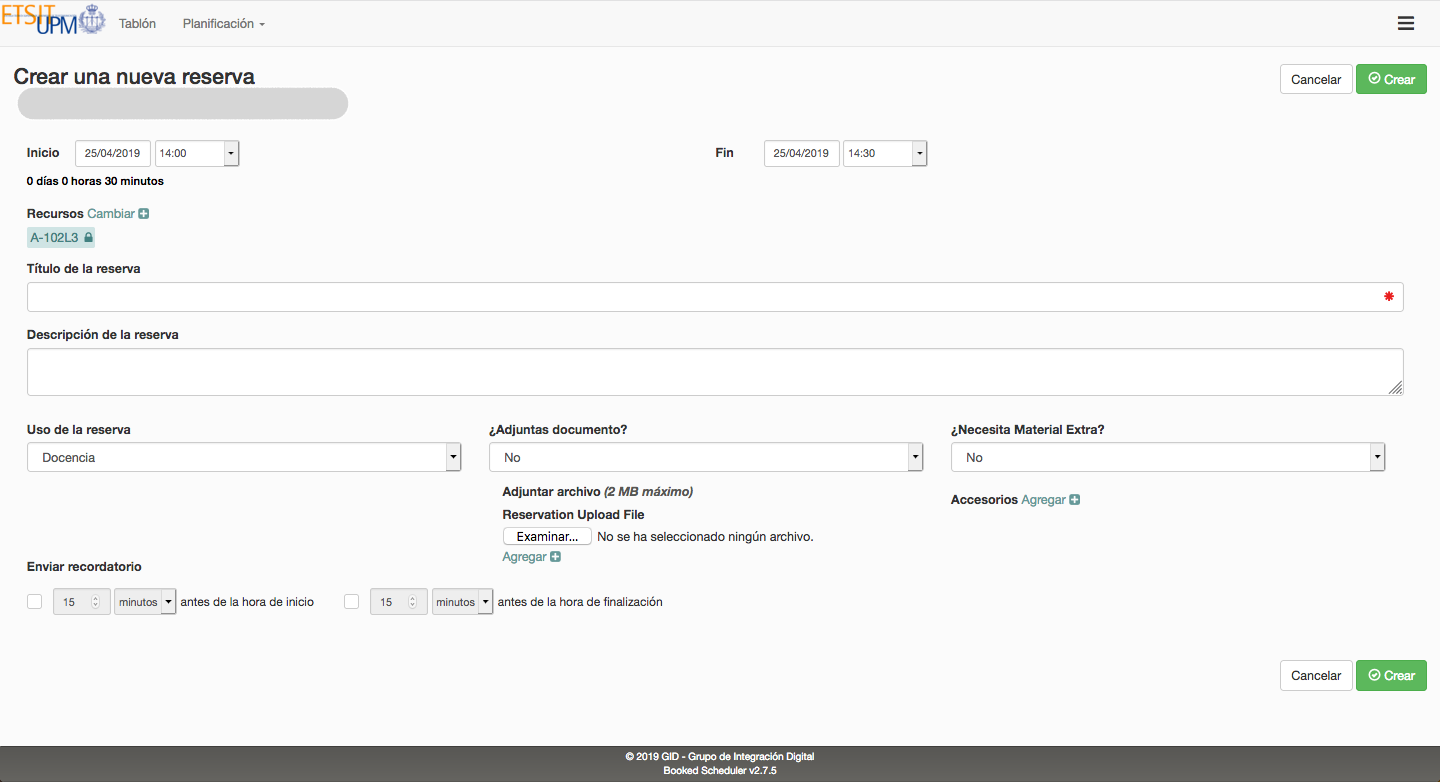 ETSIT
UPM
Tablón Planificación
Crear una nueva reserva
Cancelar Crear
Inicio 25/04/2019 14:00 Fin 25/04/2019 14:30
0 días 0 horas 30 minutos
Recursos Cambiar
A-102L3
Título de la reserva
Descripción de la reserva
Uso de la reserva ¿Adjuntas documento? ¿Necesita Material Extra?
Docencia No No
Adjuntar archivo (2 MB máximo)
Accesorios Agregar
Reservation Upload File
Examinar... No se ha seleccionado ningún archivo.
Agregar
Enviar recordatorio
15 minutos antes de la hora de inicio 15 minutos antes de la hora de finalización
Cancelar Crear
© 2019 GID - Grupo de Integración Digital
Booked Scheduler v2.7.5